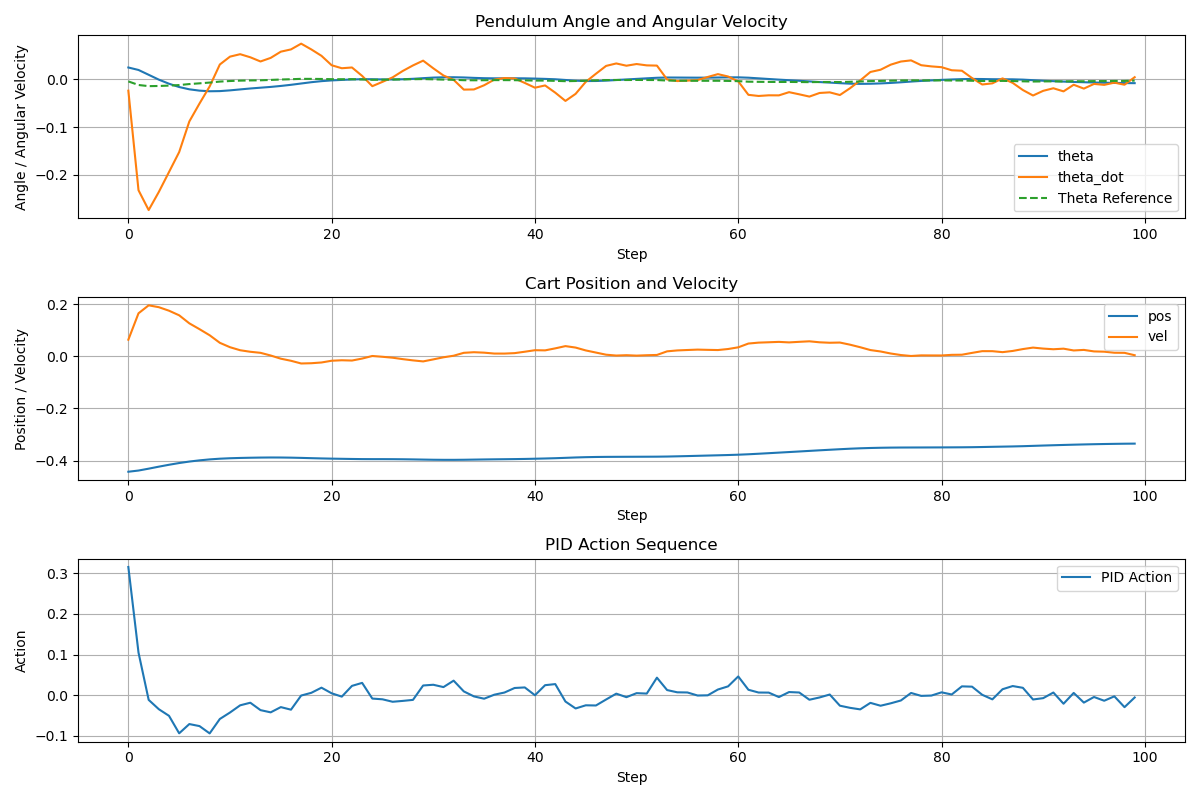 Pendulum Angle and Angular Velocity
Angle / Angular Velocity
0.0
−0.1
−0.2
theta
theta_dot
Theta Reference
0 20 40 60 80 100
Step
Cart Position and Velocity
Position / Velocity
0.2
0.0
−0.2
−0.4
pos
vel
0 20 40 60 80 100
Step
PID Action Sequence
Action
0.3
0.2
0.1
0.0
−0.1
PID Action
0 20 40 60 80 100
Step